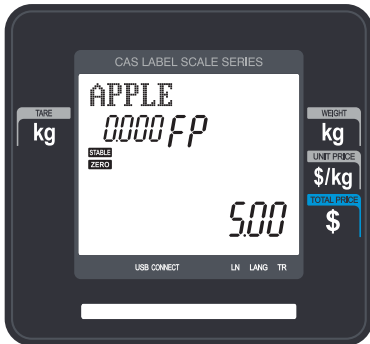 CAS LABEL SCALE SERIES
APPLE
TARE
kg
0.000 FP
WEIGHT
kg
STABLE
ZERO
UNIT PRICE
$/kg
TOTAL PRICE
$
5.00
USB CONNECT LN LANG TR